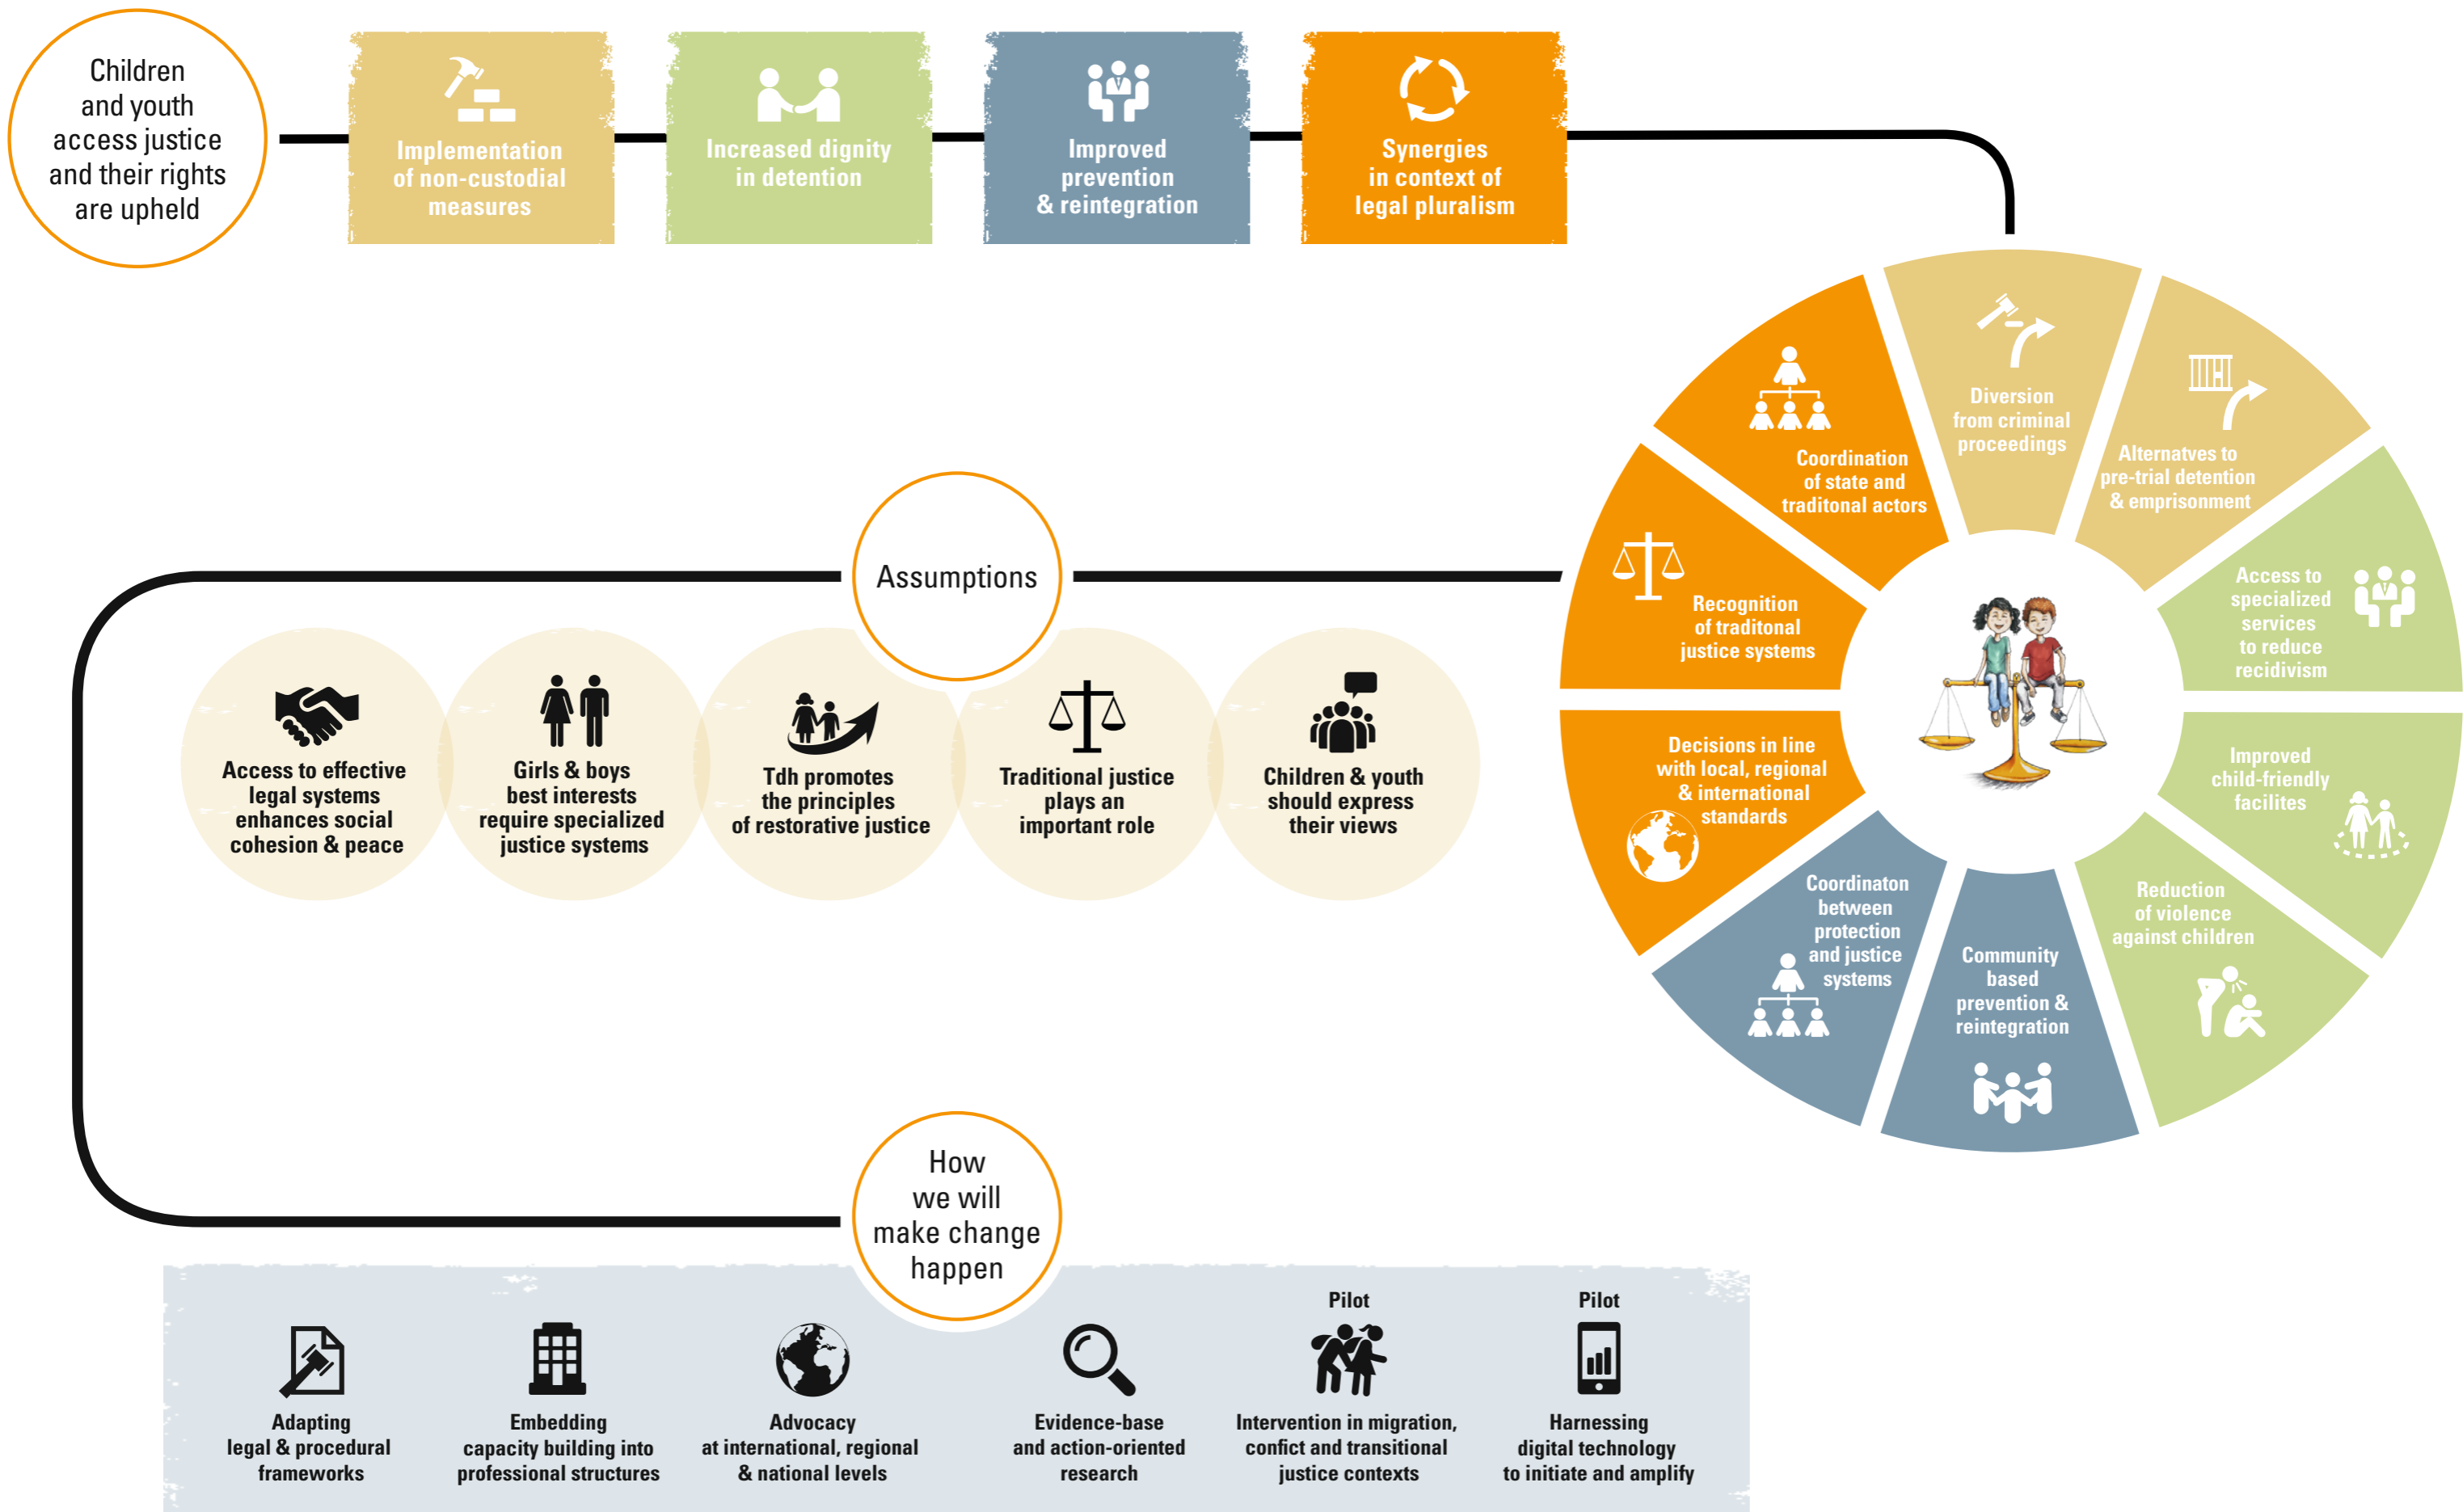 Children
and youth
access justice
and their rights
are upheld
Implementation
of non-custodial
measures
Increased dignity
in detention
Improved
prevention
& reintegration
Synergies
in context of
legal pluralism
Diversion
from criminal
proceedings
Alternatves to
pre-trial detention
& emprisonment
Access to
specialized
services
to reduce
recidivism
Improved
child-friendly
facilites
Reduction
of violence
against children
Community
based
prevention &
reintegration
Coordinaton
between
protection
and justice
systems
Decisions in line
with local, regional
& international
standards
Recognition
of traditonal
justice systems
Coordination
of state and
traditonal actors
Assumptions
Access to effective
legal systems
enhances social
cohesion & peace
Girls & boys
best interests
require specialized
justice systems
Tdh promotes
the principles
of restorative justice
Traditional justice
plays an
important role
Children & youth
should express
their views
How
we will
make change
happen
Adapting
legal & procedural
frameworks
Embedding
capacity building into
professional structures
Advocacy
at international, regional
& national levels
Evidence-base
and action-oriented
research
Pilot
Intervention in migration,
confict and transitional
justice contexts
Pilot
Harnessing
digital technology
to initiate and amplify